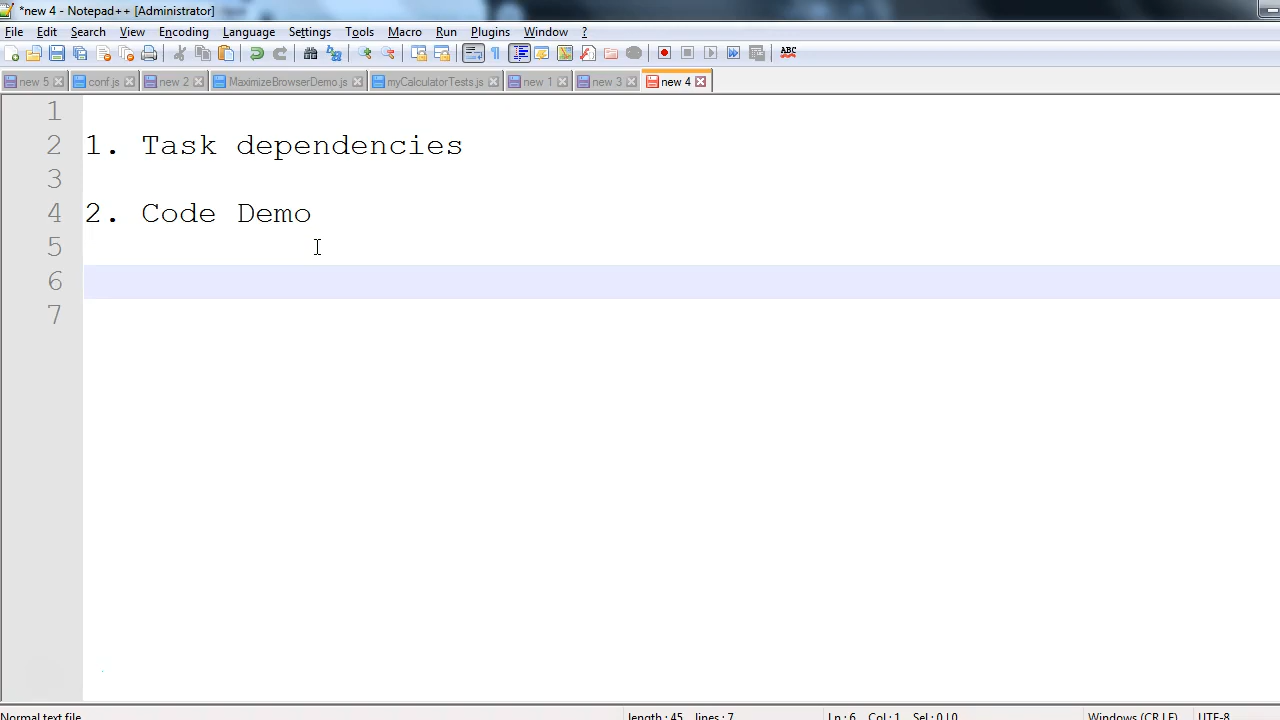 *new 4 - Notepad++ [Administrator]
File Edit Search View Encoding Language Settings Tools Macro Run Plugins Window ?
ABC
new 5 conf.js new 2 MaximizeBrowserDemo.js myCalculatorTests.js new 1 new 3 new 4
1
2 1. Task dependencies
3
4 2. Code Demo
5
6
7
Normal text file length : 45 lines : 7 Ln : 6 Col : 1 Sel : 0 | 0 Windows (CR LF) UTF-8